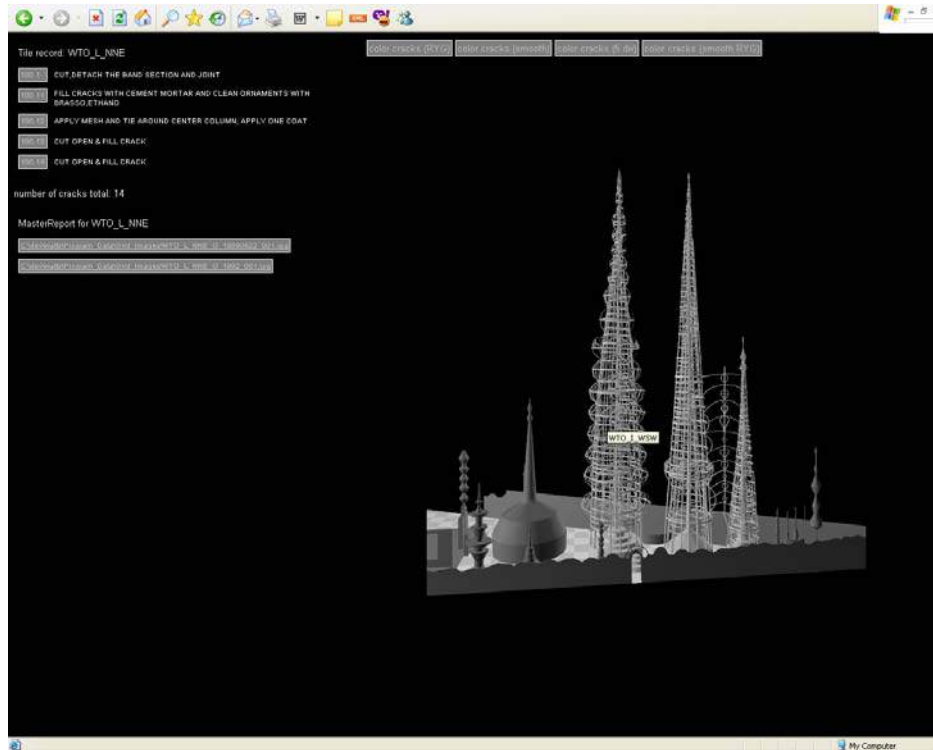 color cracks (RYG) color cracks (smooth) color cracks (5 div) color cracks (smooth RYG)
Tile record: WTO_L_NNE
CUT,DETACH THE BAND SECTION AND JOINT
FILL CRACKS WITH CEMENT MORTAR AND CLEAN ORNAMENTS WITH
BRASSO,ETHAND
APPLY MESH AND TIE AROUND CENTER COLUMN, APPLY ONE COAT
CUT OPEN & FILL CRACK
CUT OPEN & FILL CRACK
number of cracks total: 14
MasterReport for WTO_L_NNE
WTO_I_WSW
My Computer